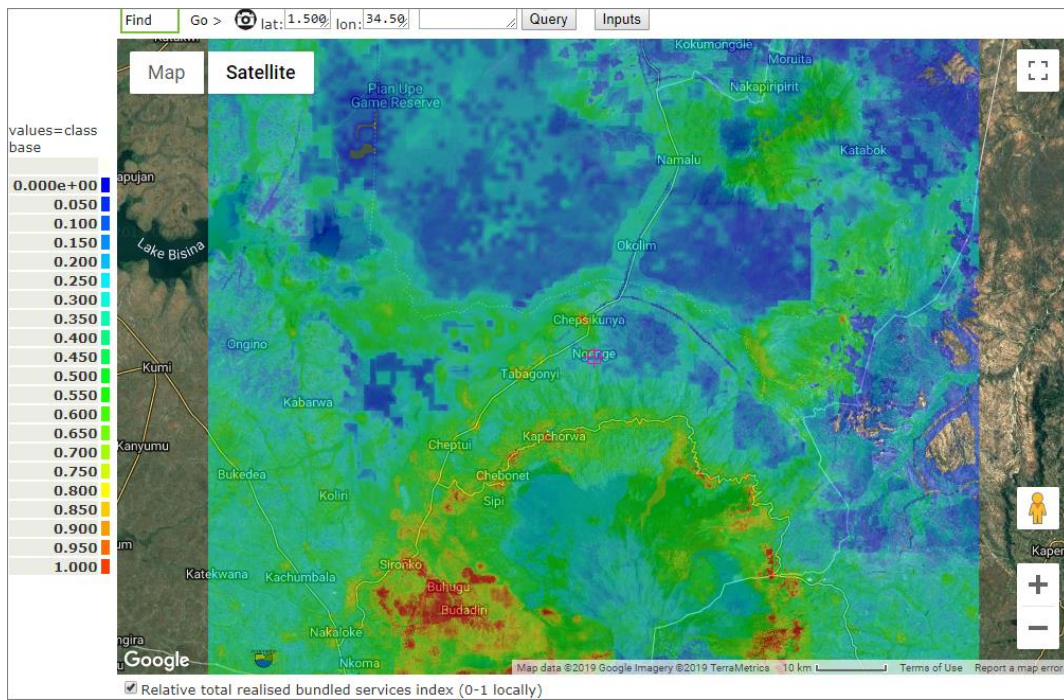 Find Go > lat: 1.500 lon: 34.50 Query Inputs
Map Satellite
values=class
base
0.000e+00
0.050
0.100
0.150
0.200
0.250
0.300
0.350
0.400
0.450
0.500
0.550
0.600
0.650
0.700
0.750
0.800
0.850
0.900
0.950
1.000
Kokumongole
Moruita
Pian Upe
Game Reserve
Nakapiripirit
Katabok
Namalu
apujan
Lake Bisina
Okolim
Chepsikunya
Ongino
Ngenge
Kumi
Tabagonyi
Kabarwa
Kanyumu
Kapchorwa
Cheptui
Bukedea
Chebonet
Koliri
Sipi
um
Kaper
Katekwana
Kachumbala
Sironko
Buhugu
Budadiri
Nakaloke
ngira
Nkoma
Google
Map data ©2019 Google Imagery ©2019 TerraMetrics 10 km Terms of Use Report a map error
Relative total realised bundled services index (0-1 locally)